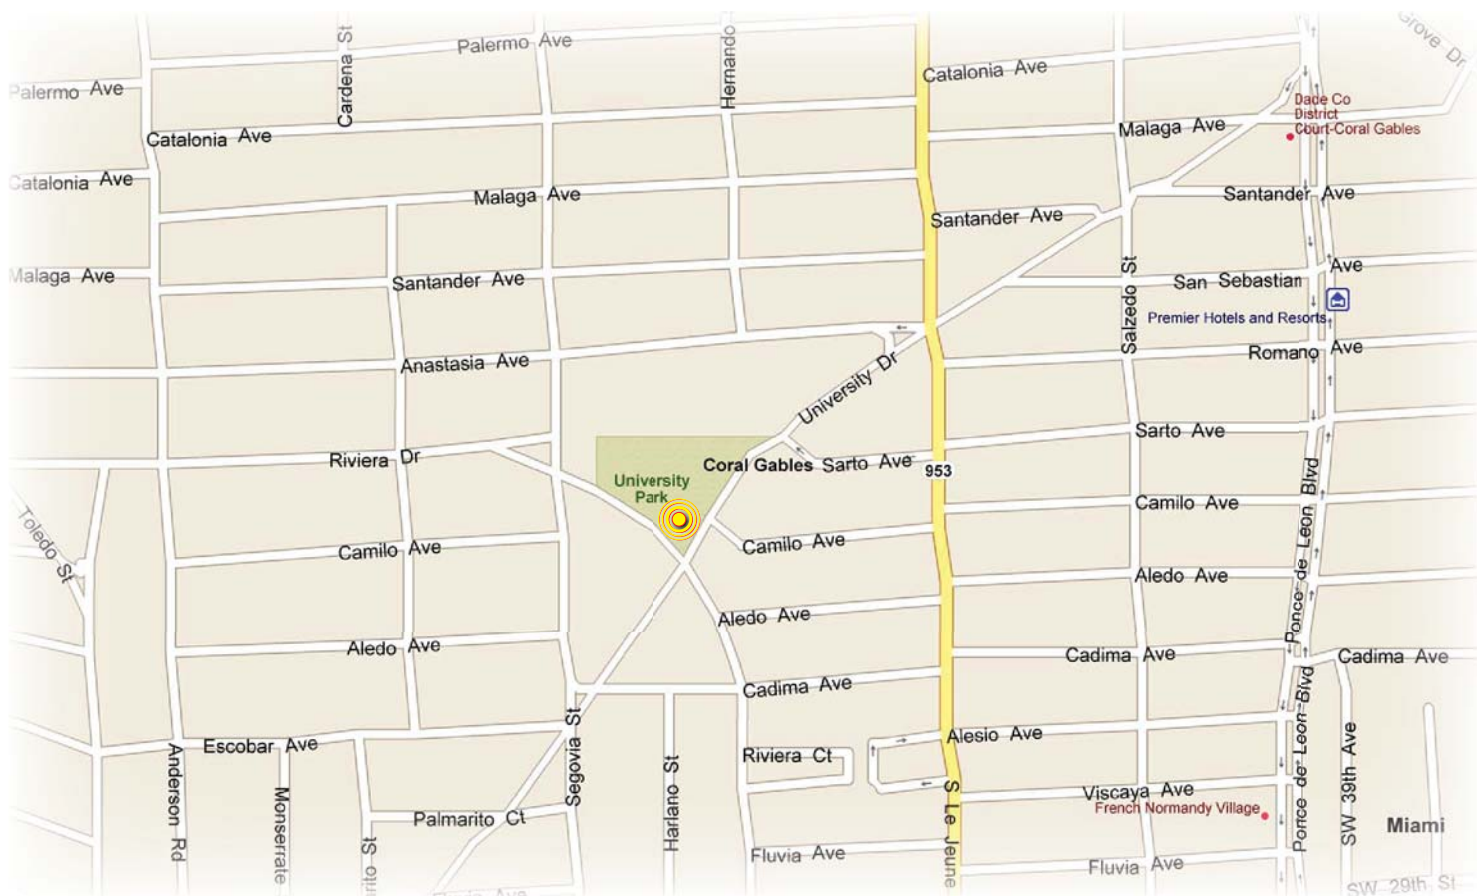 Cardena St
Palermo Ave
Hernando
Grove Dr
Catalonia Ave
Palermo Ave
Dade Co
District
Court-Coral Gables
Malaga Ave
Catalonia Ave
Catalonia Ave
Malaga Ave
Santander Ave
Santander Ave
Malaga Ave
Santander Ave
San Sebastian Ave
Salzedo St
Premier Hotels and Resorts
Romano Ave
Anastasia Ave
University Dr
Sarto Ave
Riviera Dr
Coral Gables
Sarto Ave
953
University
Park
Camilo Ave
Ponce de Leon Blvd
Toledo St
Camilo Ave
Camilo Ave
Aledo Ave
Aledo Ave
Aledo Ave
Cadima Ave
Cadima Ave
Cadima Ave
Ponce de Leon Blvd
Segovia St
Escobar Ave
Alesio Ave
Riviera Ct
SW 39th Ave
Anderson Rd
Monserrate
Hariano St
S Le Jeune
Viscaya Ave
French Normandy Village
Palmarito Ct
Miami
Fluvia Ave
Fluvia Ave
SW 29th St
Fluvia Ave